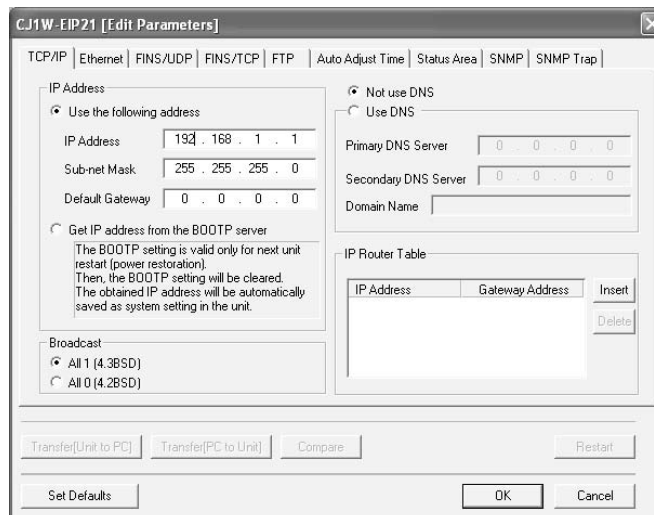 CJ1W-EIP21 [Edit Parameters]
TCP/IP Ethernet FINS/UDP FINS/TCP FTP Auto Adjust Time Status Area SNMP SNMP Trap
IP Address
Use the following address
IP Address 192 . 168 . 1 . 1
Sub-net Mask 255 . 255 . 255 . 0
Default Gateway 0 . 0 . 0 . 0
Get IP address from the BOOTP server
The BOOTP setting is valid only for next unit
restart (power restoration).
Then, the BOOTP setting will be cleared.
The obtained IP address will be automatically
saved as system setting in the unit.
Broadcast
All 1 (4.3BSD)
All 0 (4.2BSD)
Not use DNS
Use DNS
Primary DNS Server 0 . 0 . 0 . 0
Secondary DNS Server 0 . 0 . 0 . 0
Domain Name
IP Router Table
IP Address Gateway Address Insert
Delete
Transfer[Unit to PC] Transfer[PC to Unit] Compare Restart
Set Defaults OK Cancel